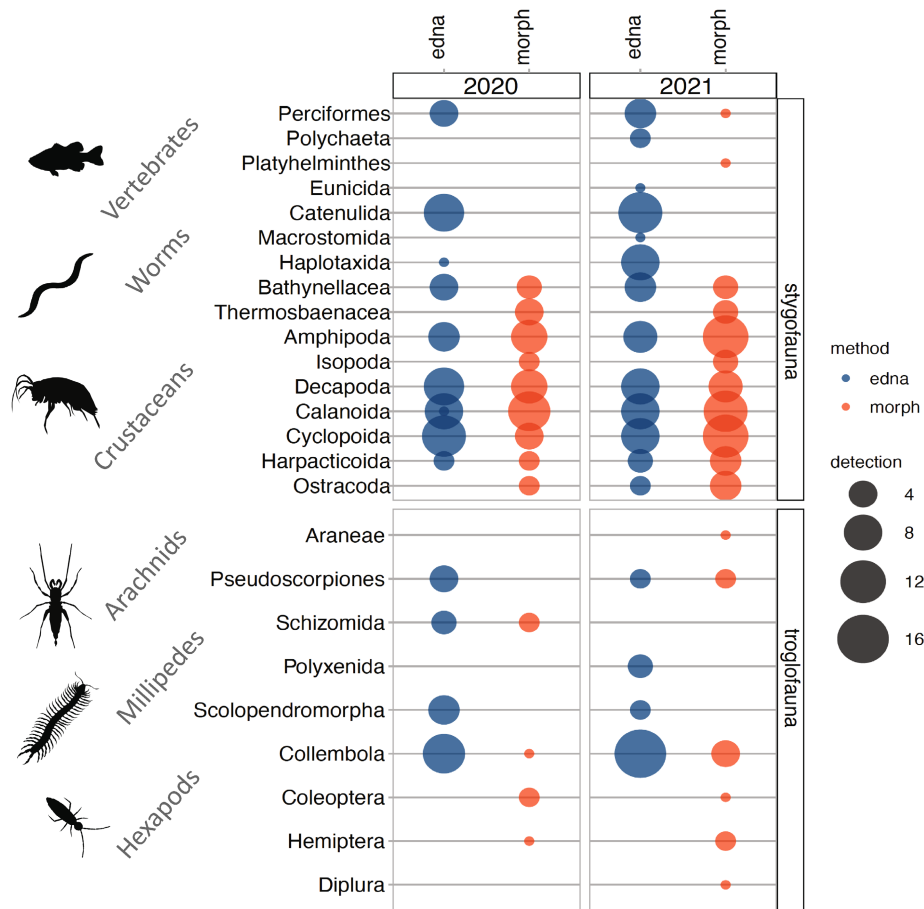 edna
morph
edna
morph
2020
2021
Perciformes
Polychaeta
Platyhelminthes
Eunicida
Catenulida
Macrostomida
Haplotaxida
Bathynellacea
Thermosbaenacea
Amphipoda
Isopoda
Decapoda
Calanoida
Cyclopoida
Harpacticoida
Ostracoda
Araneae
Pseudoscorpiones
Schizomida
Polyxenida
Scolopendromorpha
Collembola
Coleoptera
Hemiptera
Diplura
Vertebrates
Worms
Crustaceans
Arachnids
Millipedes
Hexapods
stygofauna
troglofauna
method
edna
morph
detection
4
8
12
16